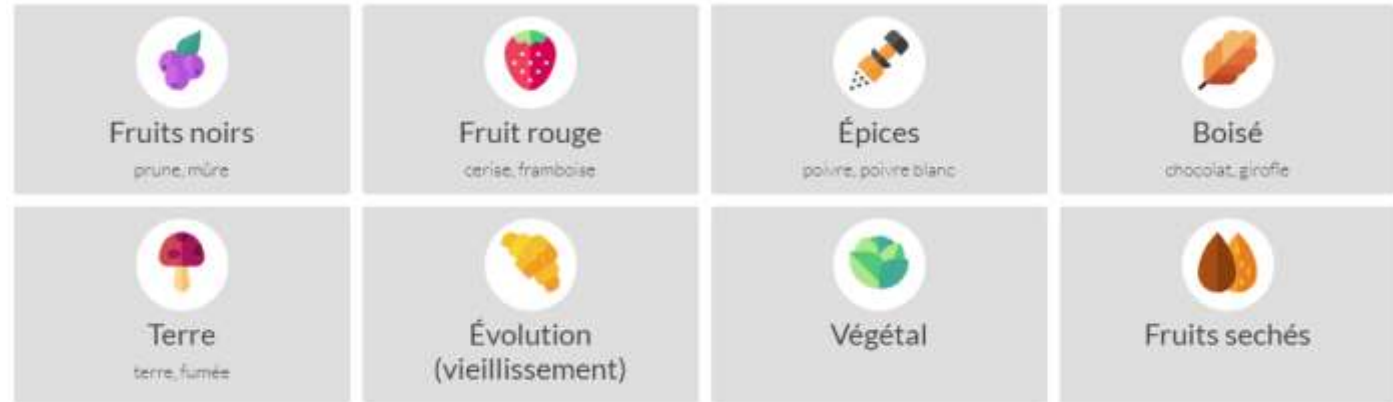 Fruits noirs
prune, mûre
Fruit rouge
cerise, framboise
Épices
poivre, poivre blanc
Boisé
chocolat, girofle
Terre
terre, fumée
Évolution
(vieillissement)
Végétal
Fruits sechés